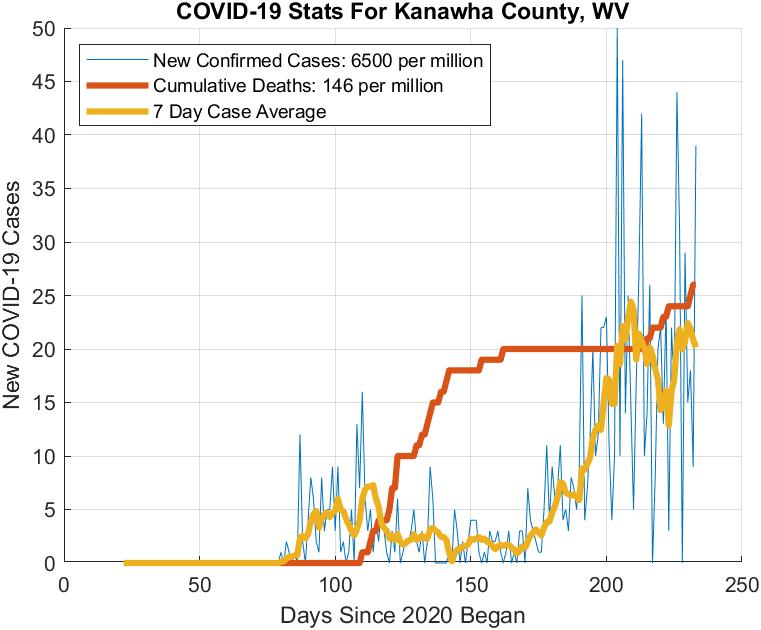 COVID-19 Stats For Kanawha County, WV
New Confirmed Cases: 6500 per million
Cumulative Deaths: 146 per million
7 Day Case Average
New COVID-19 Cases
50
45
40
35
30
25
20
15
10
5
0
0 50 100 150 200 250
Days Since 2020 Began